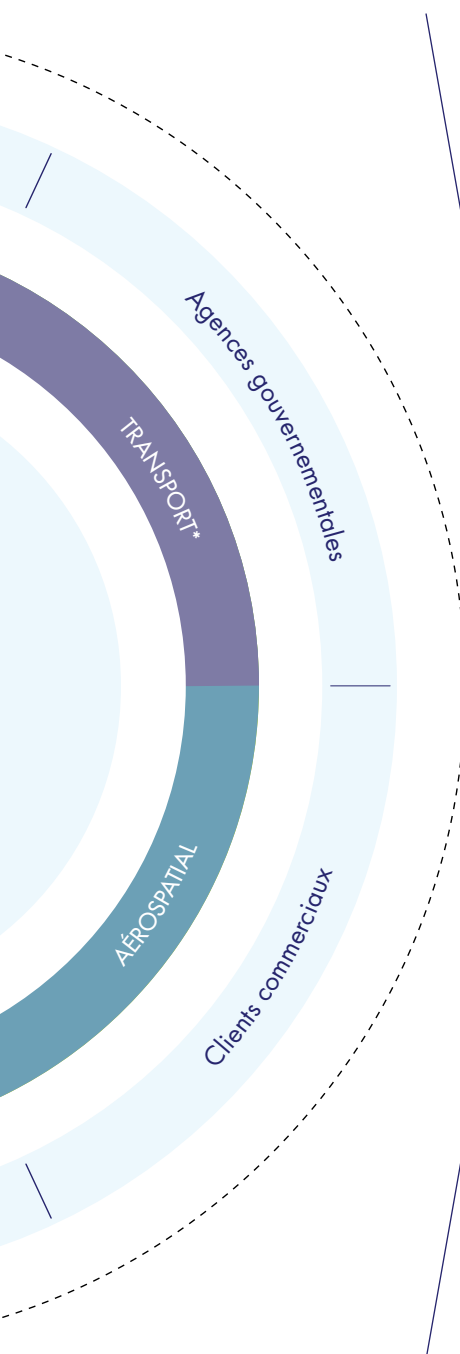 Agences gouvernementales
TRANSPORT*
AÉROSPATIAL
Clients commerciaux